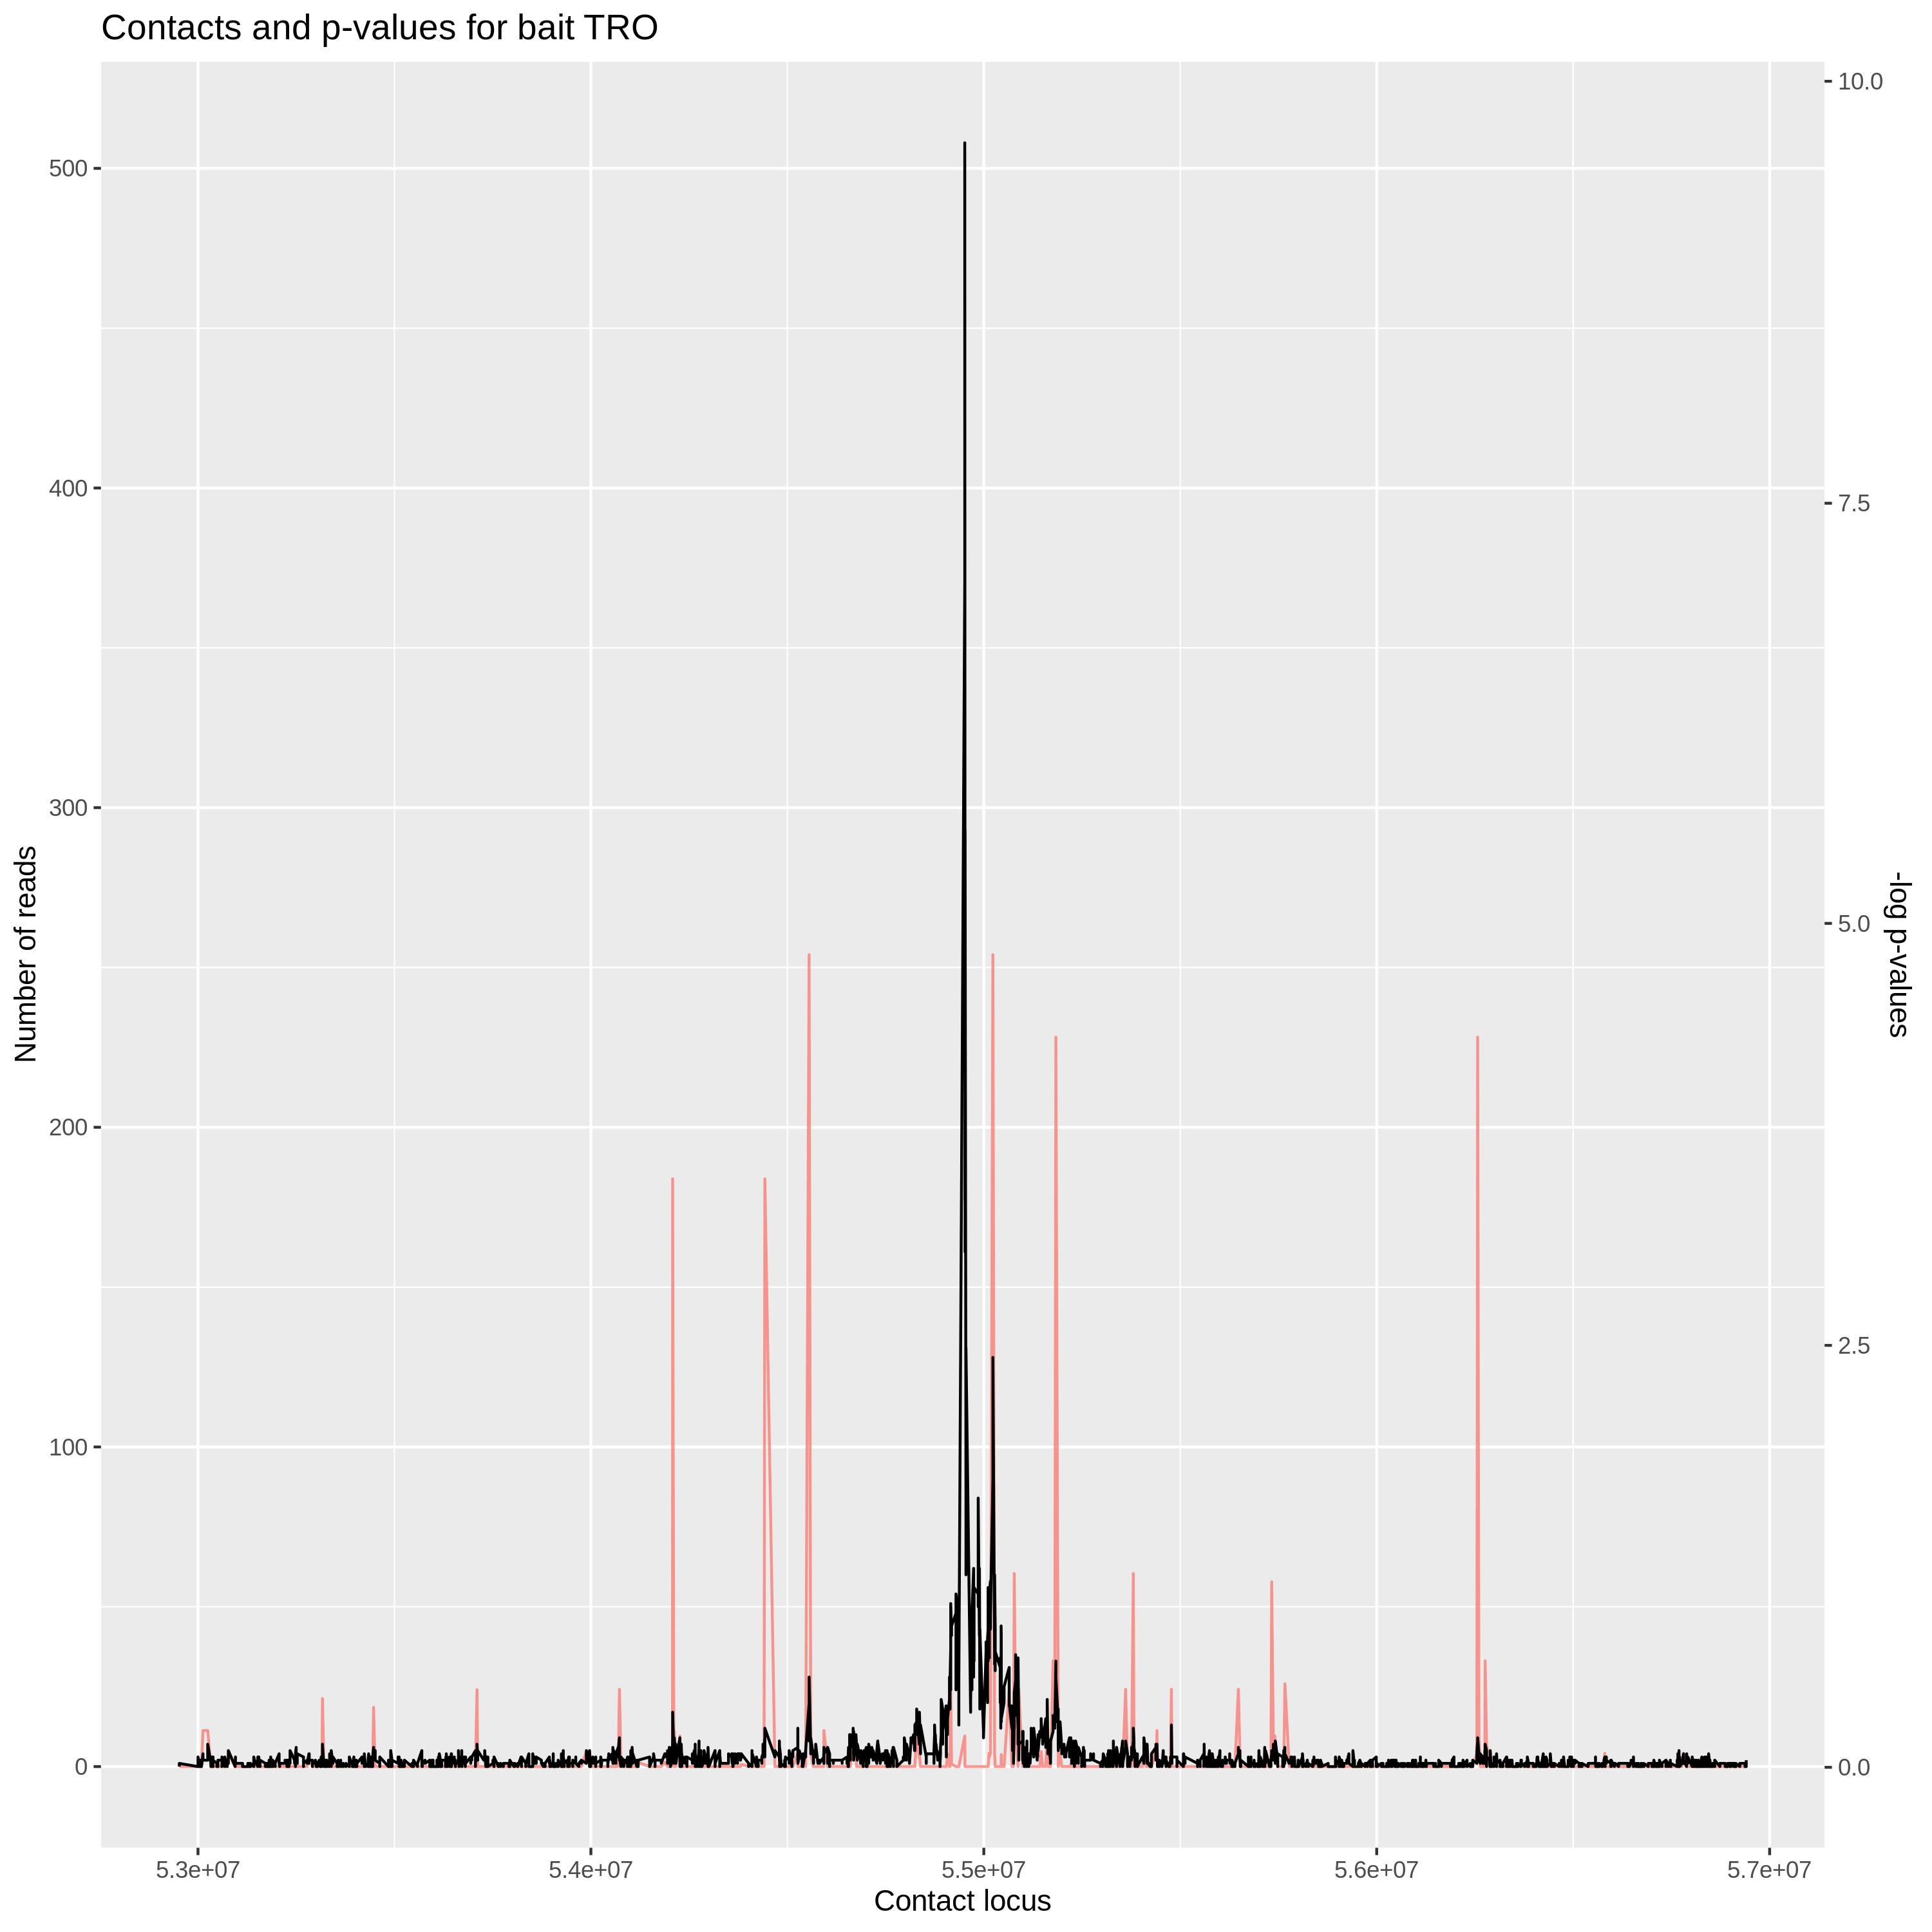 Contacts and p-values for bait TRO
500
400
300
200
100
0
Number of reads
10.0
7.5
5.0
2.5
0.0
-log p-values
5.3e+07
5.4e+07
5.5e+07
5.6e+07
5.7e+07
Contact locus